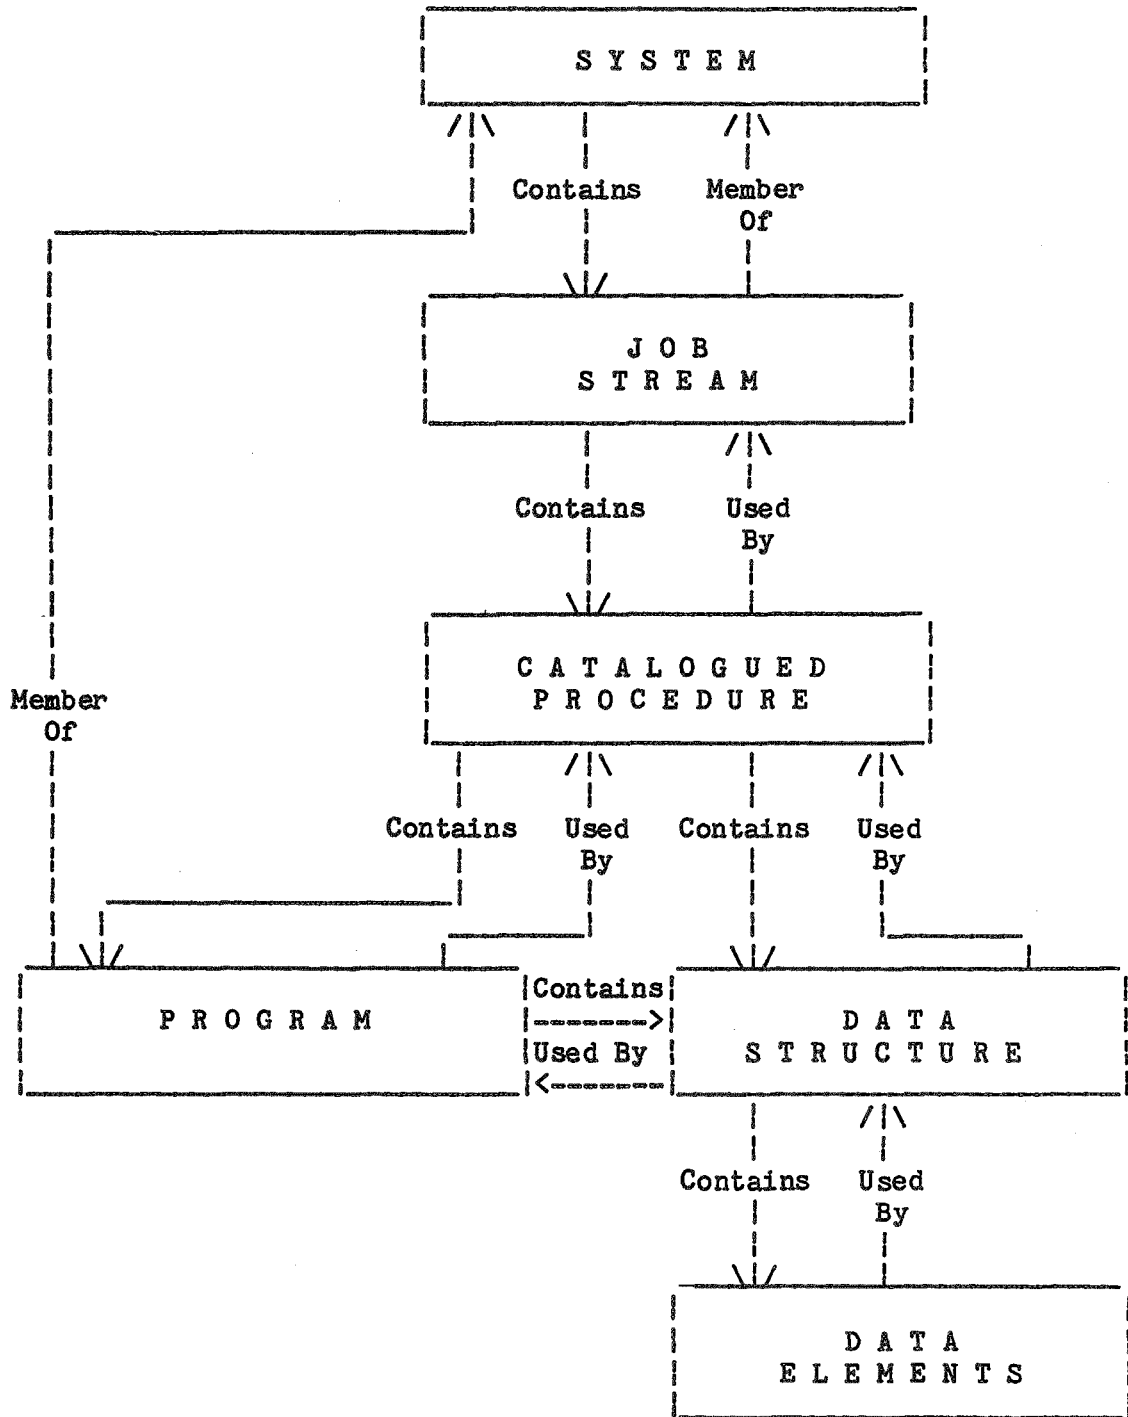 S Y S T E M
Contains
Member
Of
J O B
S T R E A M
Contains
Used
By
C A T A L O G U E D
P R O C E D U R E
Member
Of
Contains
Used
By
Contains
Used
By
P R O G R A M
Contains
Used By
D A T A
S T R U C T U R E
Contains
Used
By
D A T A
E L E M E N T S